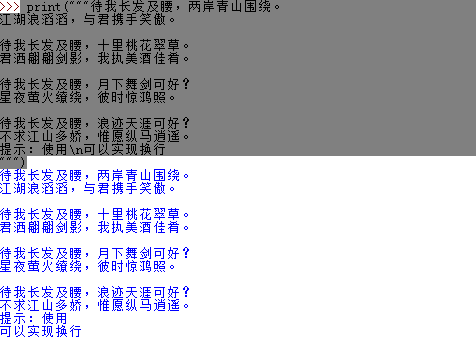 >>> print("""待我长发及腰，两岸青山围绕。
江湖浪滔滔，与君携手笑傲。
待我长发及腰，十里桃花翠草。
君洒翩翩剑影，我执美酒佳肴。
待我长发及腰，月下舞剑可好？
星夜萤火缭绕，彼时惊鸿照。
待我长发及腰，浪迹天涯可好？
不求江山多娇，惟愿纵马逍遥。
提示：使用\n可以实现换行
""")
待我长发及腰，两岸青山围绕。
江湖浪滔滔，与君携手笑傲。
待我长发及腰，十里桃花翠草。
君洒翩翩剑影，我执美酒佳肴。
待我长发及腰，月下舞剑可好？
星夜萤火缭绕，彼时惊鸿照。
待我长发及腰，浪迹天涯可好？
不求江山多娇，惟愿纵马逍遥。
提示：使用
可以实现换行